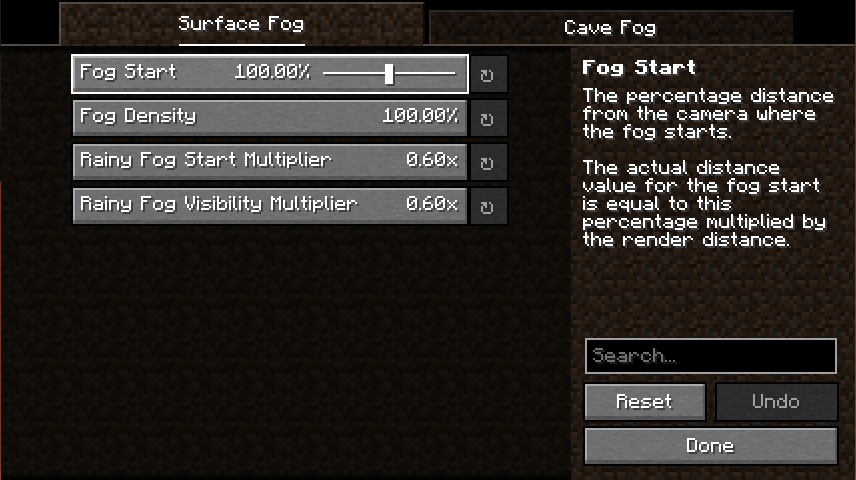 Surface Fog
Cave Fog
Fog Start 100.00%
Fog Density 100.00%
Rainy Fog Start Multiplier 0.60x
Rainy Fog Visibility Multiplier 0.60x
Fog Start
The percentage distance
from the camera where
the fog starts.
The actual distance
value for the fog start
is equal to this
percentage multiplied by
the render distance.
Search...
Reset
Undo
Done